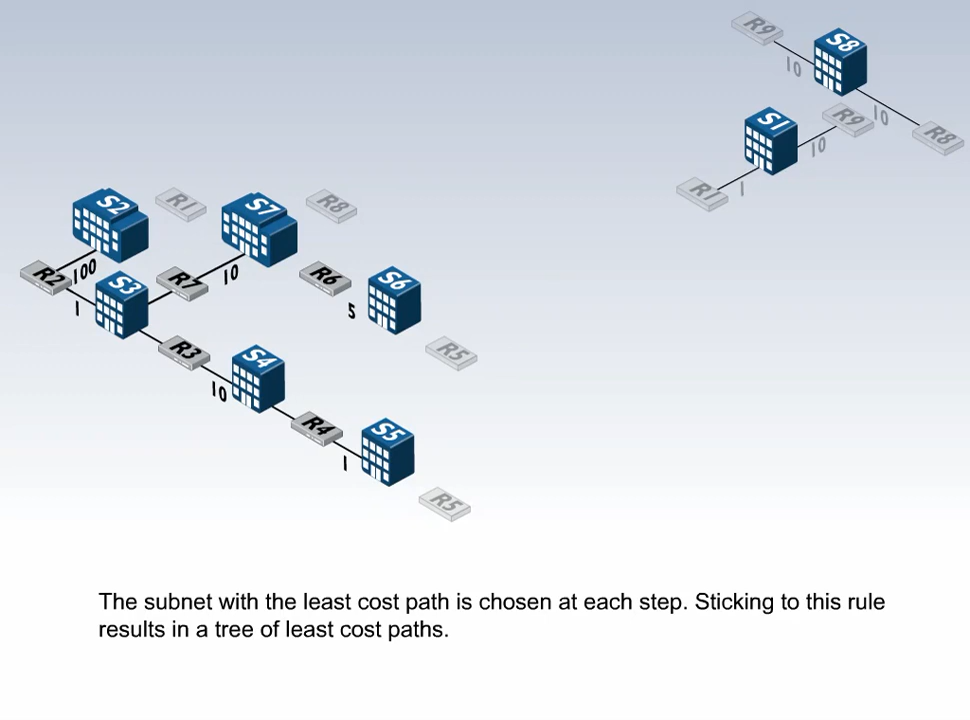 R9
S8
10
10
R8
S1
R9
10
R1
1
S2
R1
S7
R8
R2
100
S3
R7
10
R6
S6
1
5
R3
S4
R5
10
R4
S5
1
R5
The subnet with the least cost path is chosen at each step. Sticking to this rule
results in a tree of least cost paths.